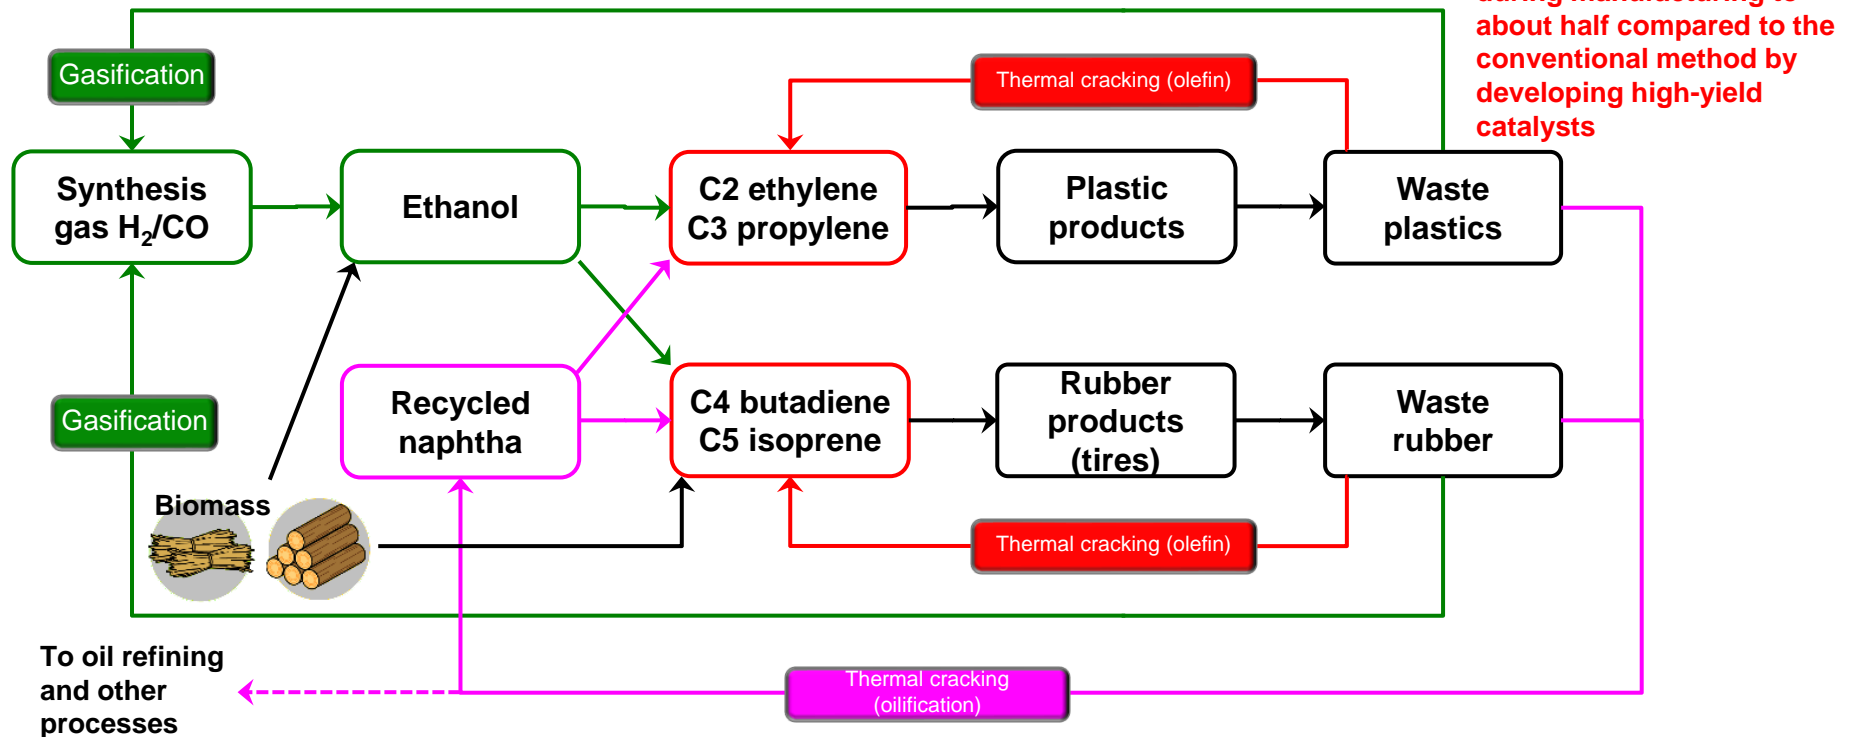 about half compared to the
conventional method by
developing high-yield
catalysts
Gasification
Thermal cracking (olefin)
Synthesis
gas H₂/CO
Ethanol
C2 ethylene
C3 propylene
Plastic
products
Waste
plastics
Gasification
Recycled
naphtha
C4 butadiene
C5 isoprene
Rubber
products
(tires)
Waste
rubber
Biomass
Thermal cracking (olefin)
To oil refining
and other
processes
Thermal cracking
(oilification)